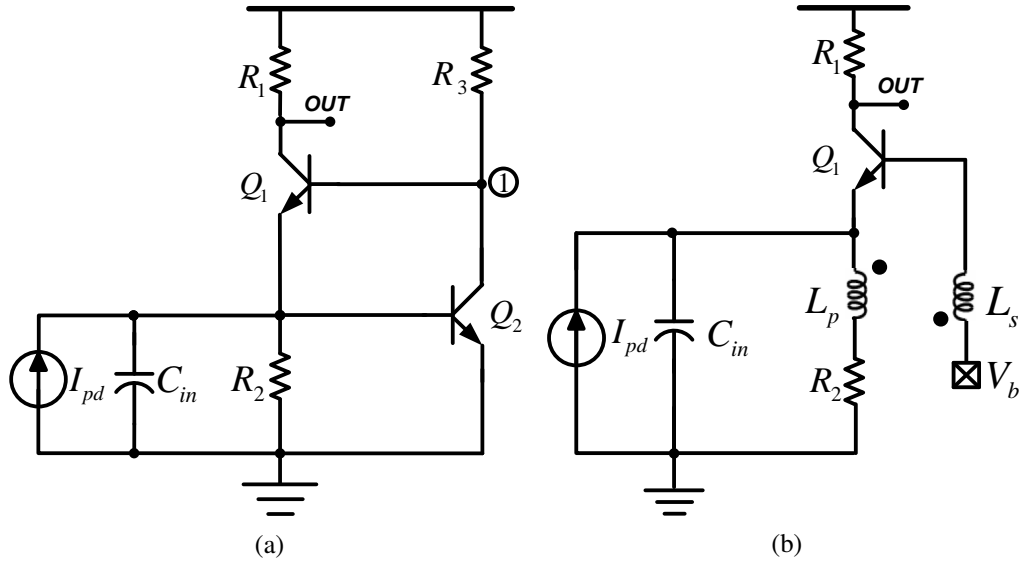 R1
OUT
R3
Q1
1
Q2
Ipd
Cin
R2
(a)
R1
OUT
Q1
Lp
Ls
Ipd
Cin
R2
Vb
(b)